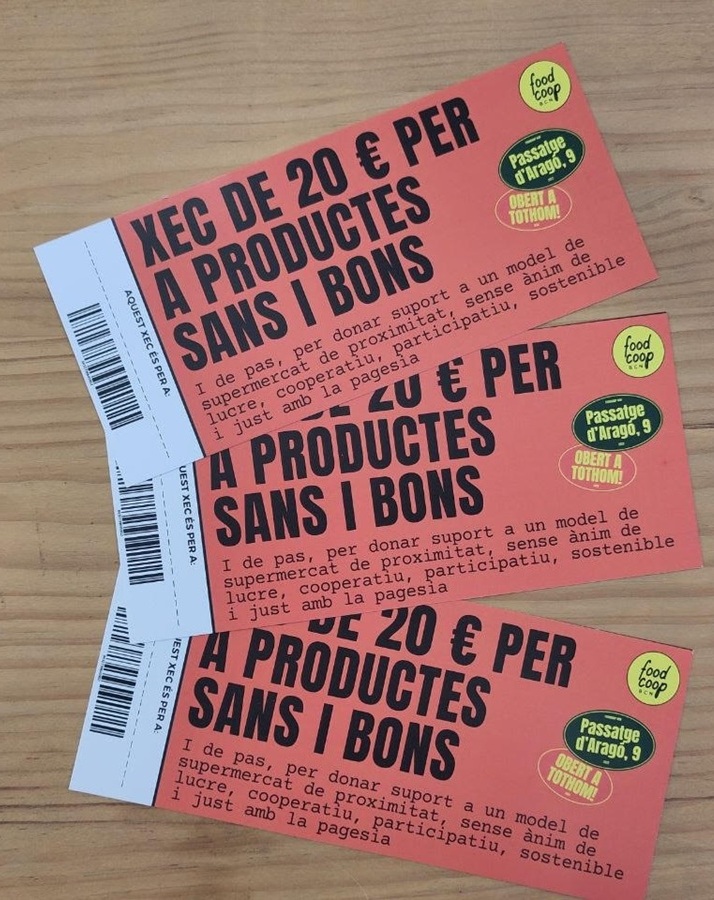 food
coop
BCN
Passatge
d'Aragó, 9
OBERT A
TOTHOM!
XEC DE 20 € PER
A PRODUCTES
SANS I BONS
AQUEST XEC ÉS PER A:
I de pas, per donar suport a un model de
supermercat de proximitat, sense ànim de
lucre, cooperatiu, participatiu, sostenible
i just amb la pagesia
food
coop
BCN
Passatge
d'Aragó, 9
OBERT A
TOTHOM!
20 € PER
A PRODUCTES
SANS I BONS
UEST XEC ÉS PER A:
I de pas, per donar suport a un model de
supermercat de proximitat, sense ànim de
lucre, cooperatiu, participatiu, sostenible
i just amb la pagesia
food
coop
BCN
Passatge
d'Aragó, 9
OBERT A
TOTHOM!
DE 20 € PER
A PRODUCTES
SANS I BONS
EST XEC ÉS PER A:
I de pas, per donar suport a un model de
supermercat de proximitat, sense ànim de
lucre, cooperatiu, participatiu, sostenible
i just amb la pagesia